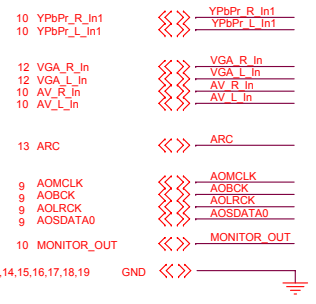 10 YPbPr_R_In1 YPbPr_R_In1
10 YPbPr_L_In1 YPbPr_L_In1
12 VGA_R_In VGA_R_In
12 VGA_L_In VGA_L_In
10 AV_R_In AV_R_In
10 AV_L_In AV_L_In
13 ARC ARC
9 AOMCLK AOMCLK
9 AOBCK AOBCK
9 AOLRCK AOLRCK
9 AOSDATA0 AOSDATA0
10 MONITOR_OUT MONITOR_OUT
,14,15,16,17,18,19 GND